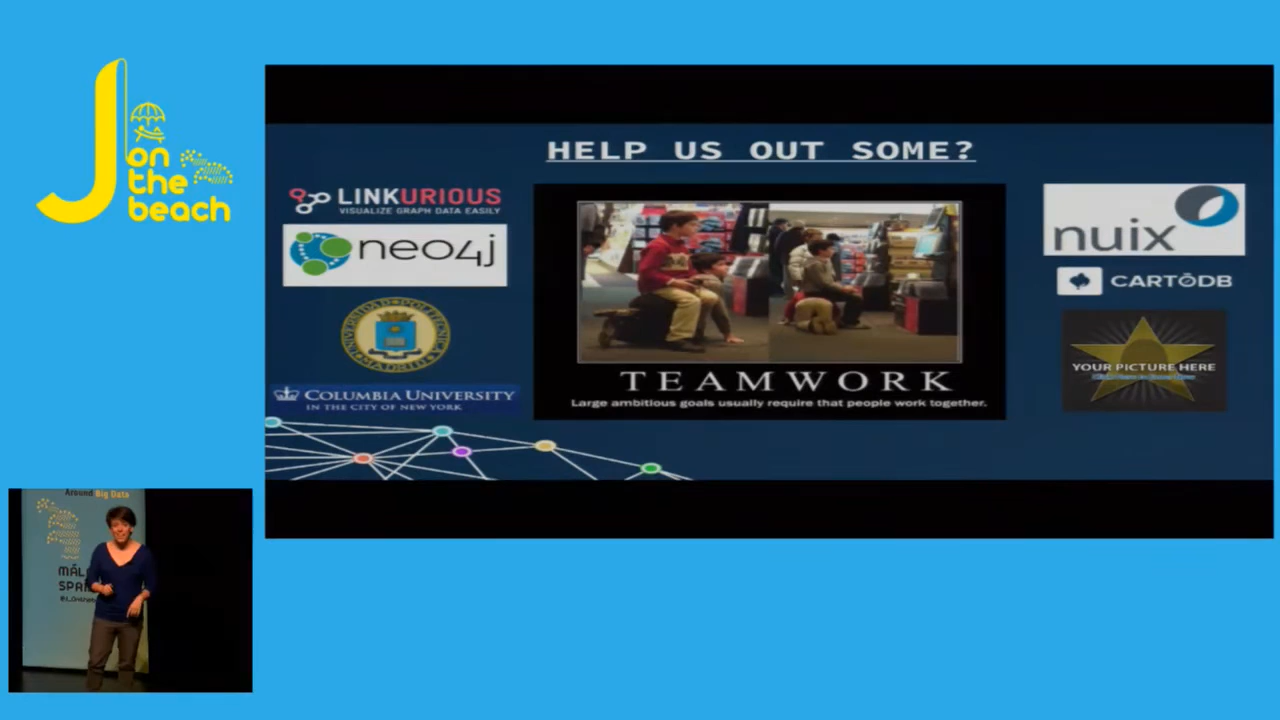 J
on
the
beach
HELP US OUT SOME?
LINKURIOUS
VISUALIZE GRAPH DATA EASILY
neo4j
COLUMBIA UNIVERSITY
IN THE CITY OF NEW YORK
TEAMWORK
Large ambitious goals usually require that people work together.
nuix
CARTŌDB
YOUR PICTURE HERE
Around Big Data